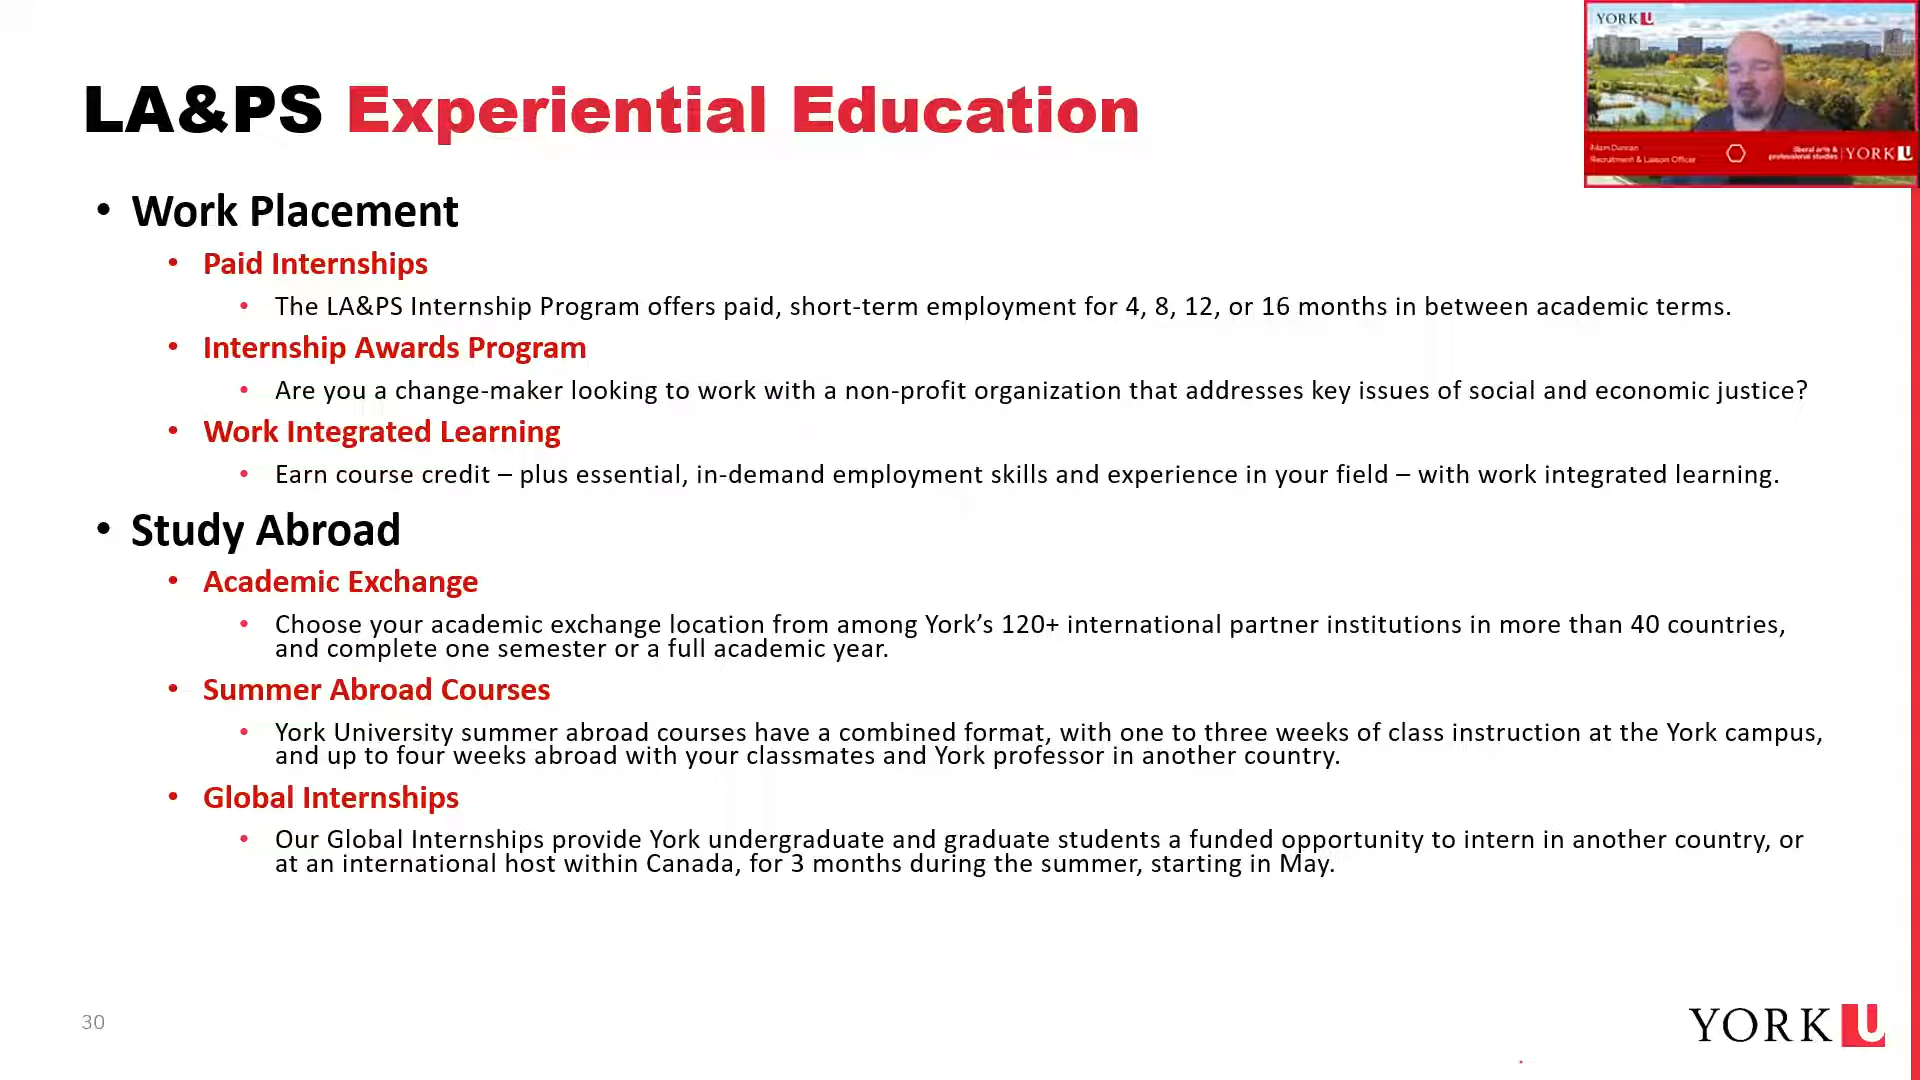 YORK U
LA&PS Experiential Education
Recruitment & Liaison Officer
liberal arts &
professional studies | YORK U
• Work Placement
• Paid Internships
• The LA&PS Internship Program offers paid, short-term employment for 4, 8, 12, or 16 months in between academic terms.
• Internship Awards Program
• Are you a change-maker looking to work with a non-profit organization that addresses key issues of social and economic justice?
• Work Integrated Learning
• Earn course credit – plus essential, in-demand employment skills and experience in your field – with work integrated learning.
• Study Abroad
• Academic Exchange
• Choose your academic exchange location from among York’s 120+ international partner institutions in more than 40 countries,
and complete one semester or a full academic year.
• Summer Abroad Courses
• York University summer abroad courses have a combined format, with one to three weeks of class instruction at the York campus,
and up to four weeks abroad with your classmates and York professor in another country.
• Global Internships
• Our Global Internships provide York undergraduate and graduate students a funded opportunity to intern in another country, or
at an international host within Canada, for 3 months during the summer, starting in May.
30
YORK U